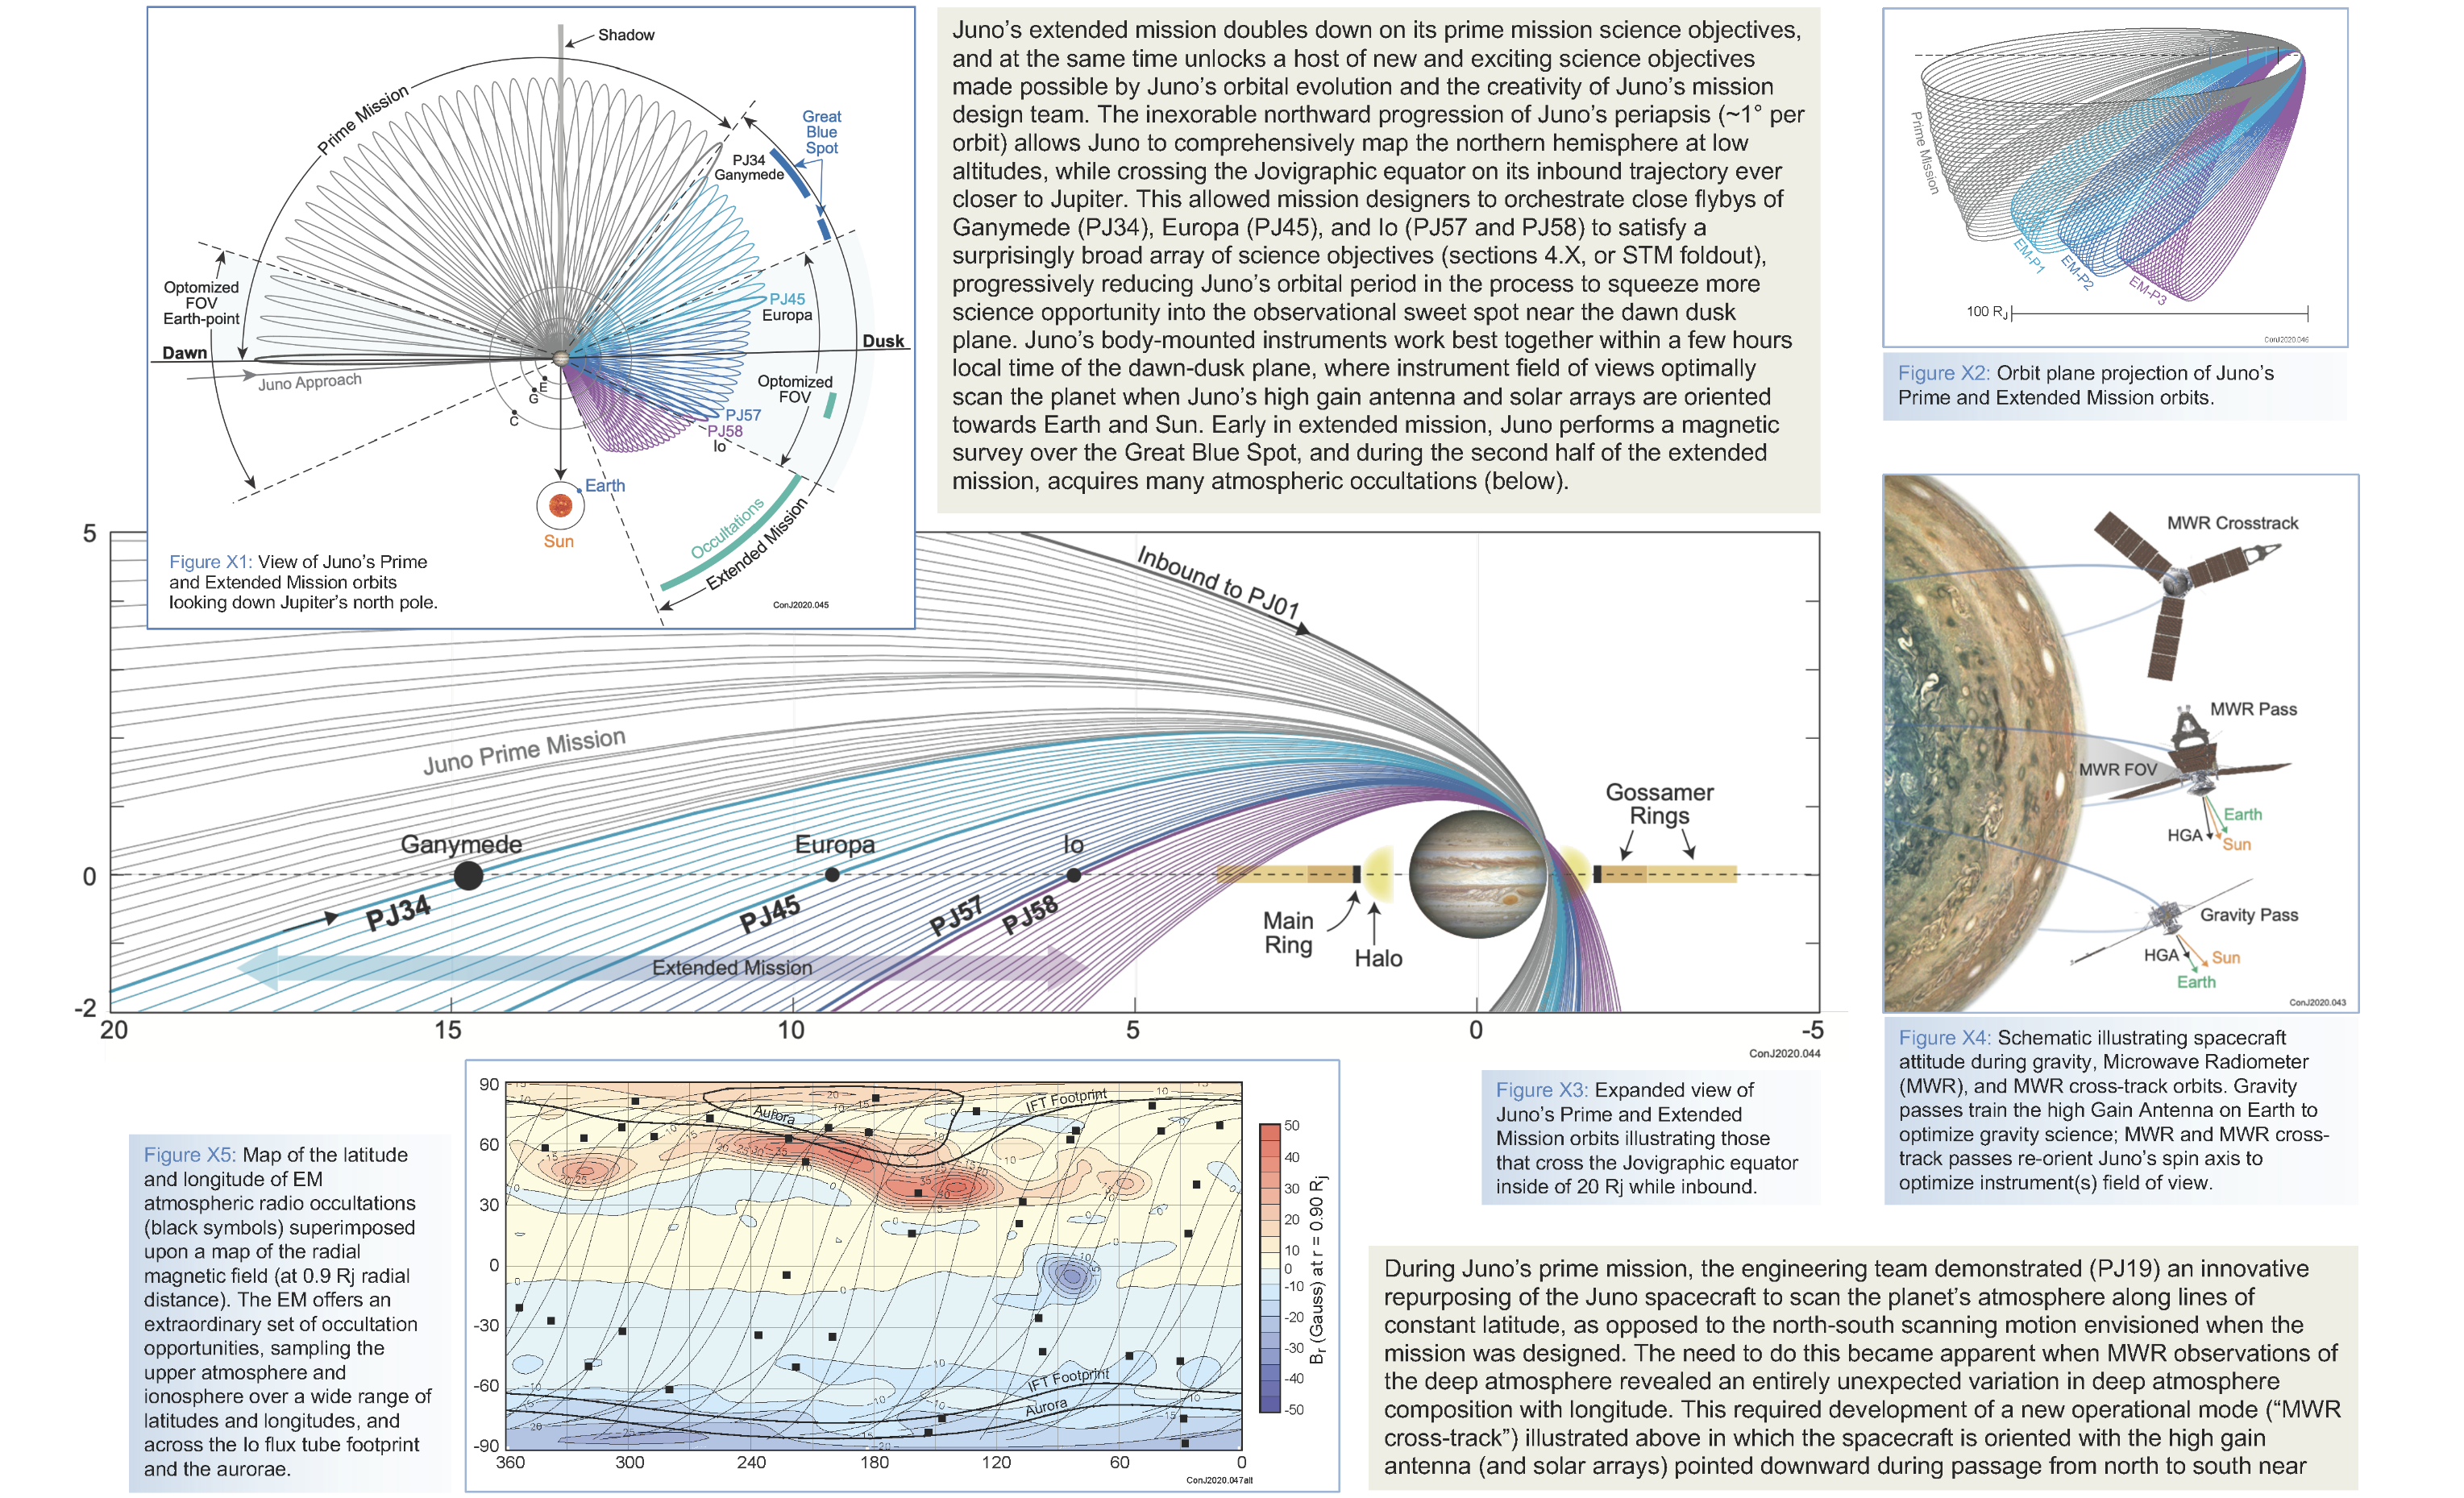 Shadow
Prime Mission
Great
Blue
Spot
PJ34
Ganymede
Optomized
FOV
Earth-point
PJ45
Europa
Dawn
Dusk
Juno Approach
E
G
C
Optomized
FOV
PJ57
PJ58
Io
Earth
Sun
Occultations
Extended Mission
Figure X1: View of Juno's Prime
and Extended Mission orbits
looking down Jupiter's north pole.
ConJ2020.045
Juno's extended mission doubles down on its prime mission science objectives,
and at the same time unlocks a host of new and exciting science objectives
made possible by Juno's orbital evolution and the creativity of Juno's mission
design team. The inexorable northward progression of Juno's periapsis (~1° per
orbit) allows Juno to comprehensively map the northern hemisphere at low
altitudes, while crossing the Jovigraphic equator on its inbound trajectory ever
closer to Jupiter. This allowed mission designers to orchestrate close flybys of
Ganymede (PJ34), Europa (PJ45), and Io (PJ57 and PJ58) to satisfy a
surprisingly broad array of science objectives (sections 4.X, or STM foldout),
progressively reducing Juno's orbital period in the process to squeeze more
science opportunity into the observational sweet spot near the dawn dusk
plane. Juno's body-mounted instruments work best together within a few hours
local time of the dawn-dusk plane, where instrument field of views optimally
scan the planet when Juno's high gain antenna and solar arrays are oriented
towards Earth and Sun. Early in extended mission, Juno performs a magnetic
survey over the Great Blue Spot, and during the second half of the extended
mission, acquires many atmospheric occultations (below).
Prime Mission
EM-P1
EM-P2
EM-P3
100 RJ
ConJ2020.046
Figure X2: Orbit plane projection of Juno's
Prime and Extended Mission orbits.
5
0
-2
20
15
10
5
0
-5
Inbound to PJ01
Juno Prime Mission
Ganymede
Europa
Io
PJ34
PJ45
PJ57
PJ58
Extended Mission
Main
Ring
Halo
Gossamer
Rings
ConJ2020.044
Figure X3: Expanded view of
Juno's Prime and Extended
Mission orbits illustrating those
that cross the Jovigraphic equator
inside of 20 Rj while inbound.
MWR Crosstrack
MWR Pass
MWR FOV
Earth
HGA
Sun
Gravity Pass
HGA
Sun
Earth
ConJ2020.043
Figure X4: Schematic illustrating spacecraft
attitude during gravity, Microwave Radiometer
(MWR), and MWR cross-track orbits. Gravity
passes train the high Gain Antenna on Earth to
optimize gravity science; MWR and MWR cross-
track passes re-orient Juno's spin axis to
optimize instrument(s) field of view.
Figure X5: Map of the latitude
and longitude of EM
atmospheric radio occultations
(black symbols) superimposed
upon a map of the radial
magnetic field (at 0.9 Rj radial
distance). The EM offers an
extraordinary set of occultation
opportunities, sampling the
upper atmosphere and
ionosphere over a wide range of
latitudes and longitudes, and
across the Io flux tube footprint
and the aurorae.
90
60
30
0
-30
-60
-90
360
300
240
180
120
60
0
Aurora
IFT Footprint
IFT Footprint
Aurora
50
40
30
20
10
0
-10
-20
-30
-40
-50
Br (Gauss) at r = 0.90 Rj
ConJ2020.047alt
During Juno's prime mission, the engineering team demonstrated (PJ19) an innovative
repurposing of the Juno spacecraft to scan the planet's atmosphere along lines of
constant latitude, as opposed to the north-south scanning motion envisioned when the
mission was designed. The need to do this became apparent when MWR observations of
the deep atmosphere revealed an entirely unexpected variation in deep atmosphere
composition with longitude. This required development of a new operational mode ("MWR
cross-track") illustrated above in which the spacecraft is oriented with the high gain
antenna (and solar arrays) pointed downward during passage from north to south near